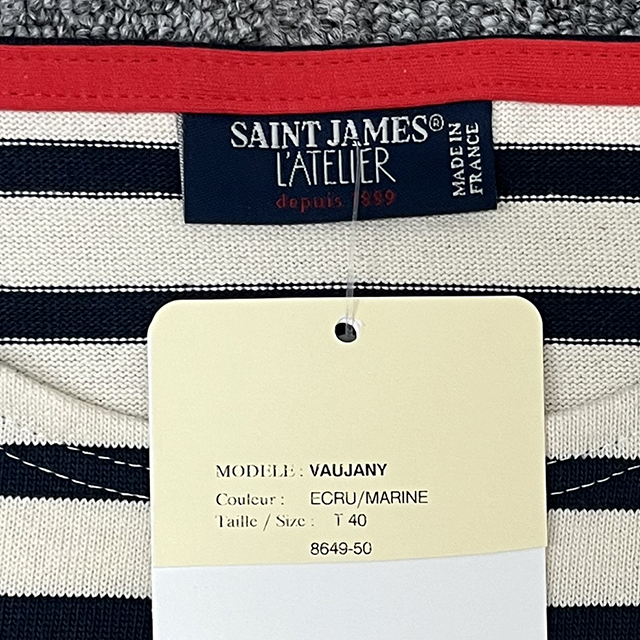 SAINT JAMES®
L'ATELIER
depuis 1889
MADE IN
FRANCE
MODELE : VAUJANY
Couleur : ECRU/MARINE
Taille / Size : T 40
8649-50